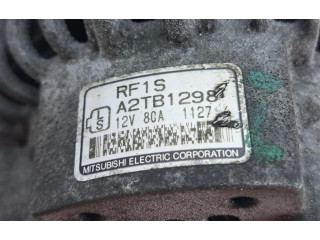 RF1S
A2TB1298
12V 80A 1127
MITSUBISHI ELECTRIC CORPORATION